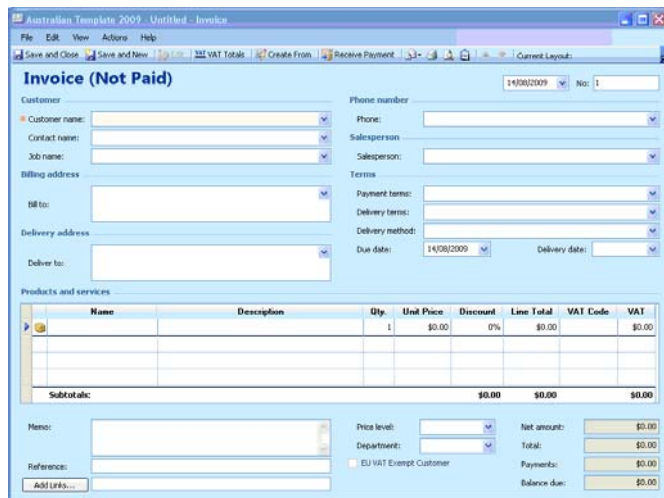 Australian Template 2009 - Untitled - Invoice
File Edit View Actions Help
Save and Close Save and New Edit VAT Totals Create From Receive Payment Current Layout:
Invoice (Not Paid)
14/08/2009 No: 1
Customer Phone number
Customer name: Phone:
Contact name: Salesperson
Job name: Salesperson:
Billing address Terms
Bill to: Payment terms:
Delivery terms:
Delivery address Delivery method:
Deliver to: Due date: 14/08/2009 Delivery date:
Products and services
Name Description Qty. Unit Price Discount Line Total VAT Code VAT
1 $0.00 0% $0.00 $0.00
Subtotals: $0.00 $0.00 $0.00
Memo: Price level: Net amount: $0.00
Department: Total: $0.00
Reference: EU VAT Exempt Customer Payments: $0.00
Add Links... Balance due: $0.00